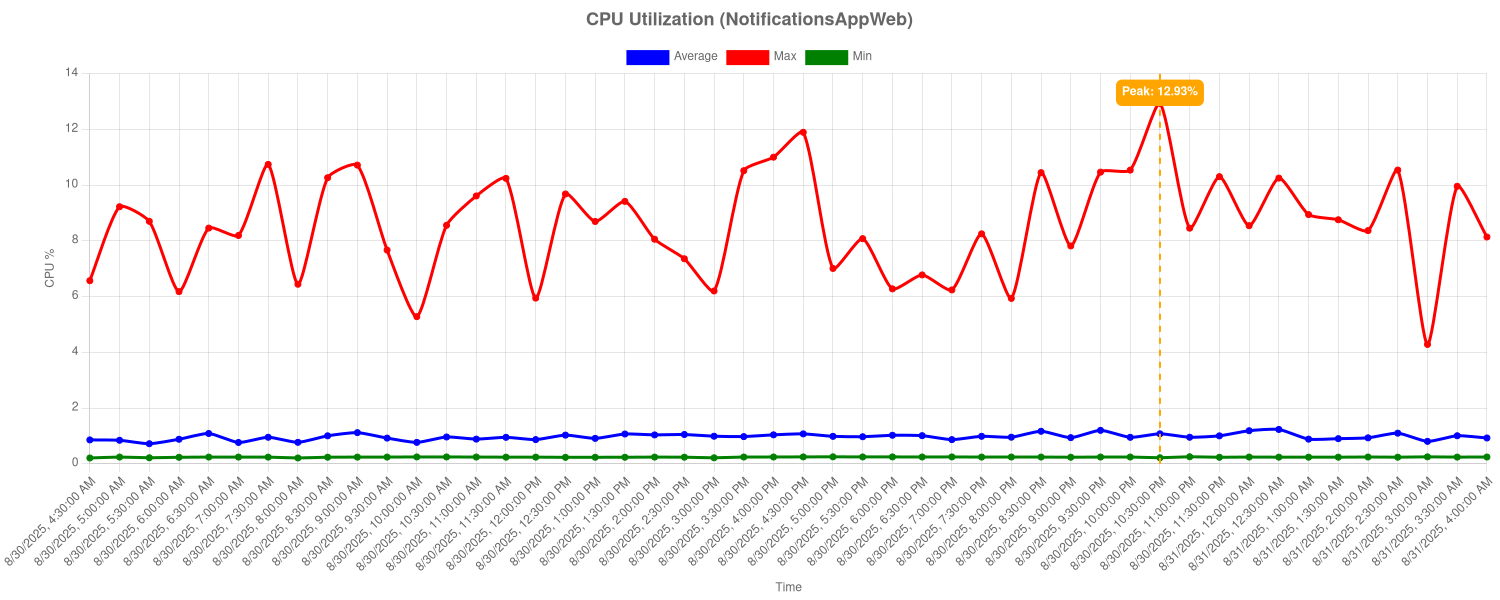 CPU Utilization (NotificationsAppWeb)
Average
Max
Min
14
12
10
8
6
4
2
0
CPU %
Peak: 12.93%
8/30/2025, 4:30:00 AM
8/30/2025, 5:00:00 AM
8/30/2025, 5:30:00 AM
8/30/2025, 6:00:00 AM
8/30/2025, 6:30:00 AM
8/30/2025, 7:00:00 AM
8/30/2025, 7:30:00 AM
8/30/2025, 8:00:00 AM
8/30/2025, 8:30:00 AM
8/30/2025, 9:00:00 AM
8/30/2025, 9:30:00 AM
8/30/2025, 10:00:00 AM
8/30/2025, 10:30:00 AM
8/30/2025, 11:00:00 AM
8/30/2025, 11:30:00 AM
8/30/2025, 12:00:00 PM
8/30/2025, 12:30:00 PM
8/30/2025, 1:00:00 PM
8/30/2025, 1:30:00 PM
8/30/2025, 2:00:00 PM
8/30/2025, 2:30:00 PM
8/30/2025, 3:00:00 PM
8/30/2025, 3:30:00 PM
8/30/2025, 4:00:00 PM
8/30/2025, 4:30:00 PM
8/30/2025, 5:00:00 PM
8/30/2025, 5:30:00 PM
8/30/2025, 6:00:00 PM
8/30/2025, 6:30:00 PM
8/30/2025, 7:00:00 PM
8/30/2025, 7:30:00 PM
8/30/2025, 8:00:00 PM
8/30/2025, 8:30:00 PM
8/30/2025, 9:00:00 PM
8/30/2025, 9:30:00 PM
8/30/2025, 10:00:00 PM
8/30/2025, 10:30:00 PM
8/30/2025, 11:00:00 PM
8/30/2025, 11:30:00 PM
8/31/2025, 12:00:00 AM
8/31/2025, 12:30:00 AM
8/31/2025, 1:00:00 AM
8/31/2025, 1:30:00 AM
8/31/2025, 2:00:00 AM
8/31/2025, 2:30:00 AM
8/31/2025, 3:00:00 AM
8/31/2025, 3:30:00 AM
8/31/2025, 4:00:00 AM
Time